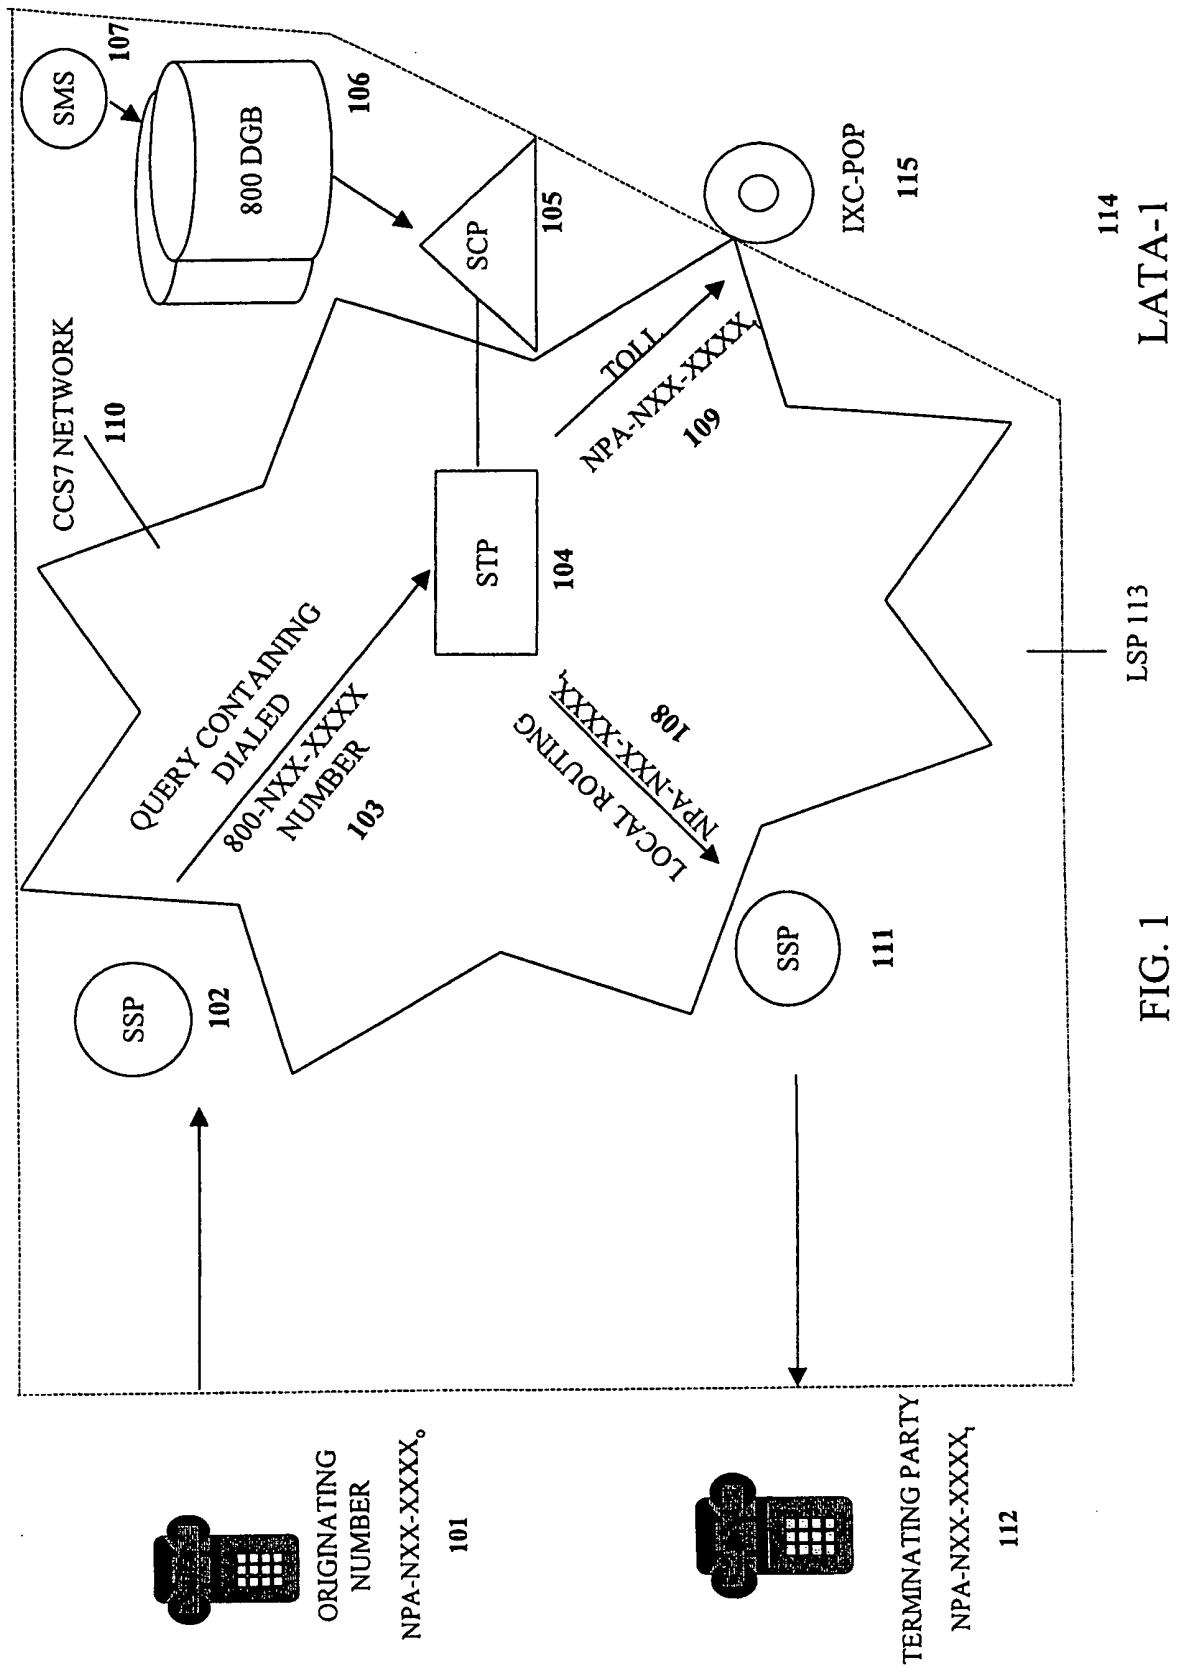 SMS
107
800 DGB
106
CCS7 NETWORK
110
SCP
105
QUERY CONTAINING
DIALED
800-NXX-XXXX
NUMBER
103
STP
104
TOLL
NPA-NXX-XXXX,
109
IXC-POP
115
SSP
102
LOCAL ROUTING
NPA-NXX-XXXX,
108
SSP
111
LSP 113
114
LATA-1
ORIGINATING
NUMBER
NPA-NXX-XXXX。
101
TERMINATING PARTY
NPA-NXX-XXXX,
112
FIG. 1